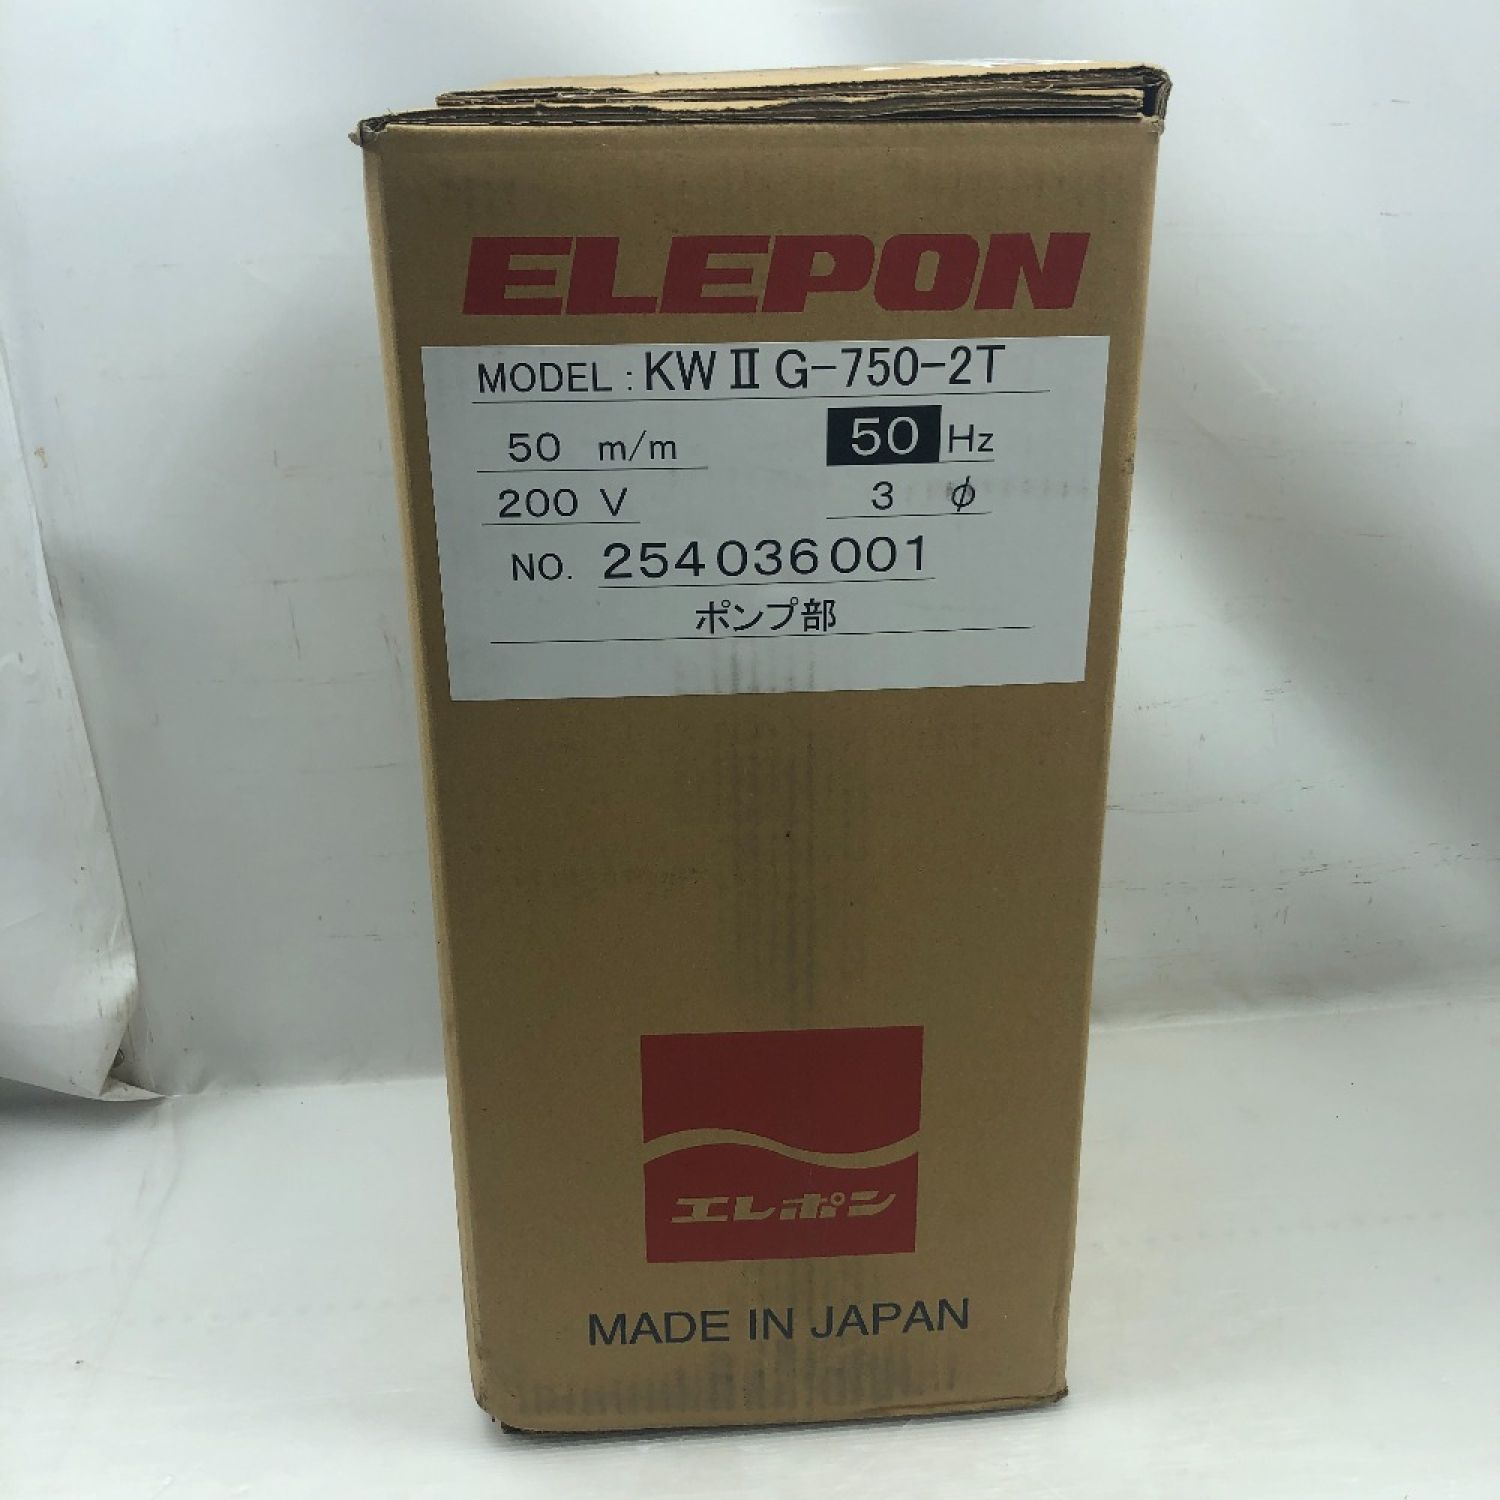 ELEPON
MODEL : KW Ⅱ G-750-2T
50 m/m 50 Hz
200 V 3 φ
NO. 254036001
ポンプ部
エレポン
MADE IN JAPAN